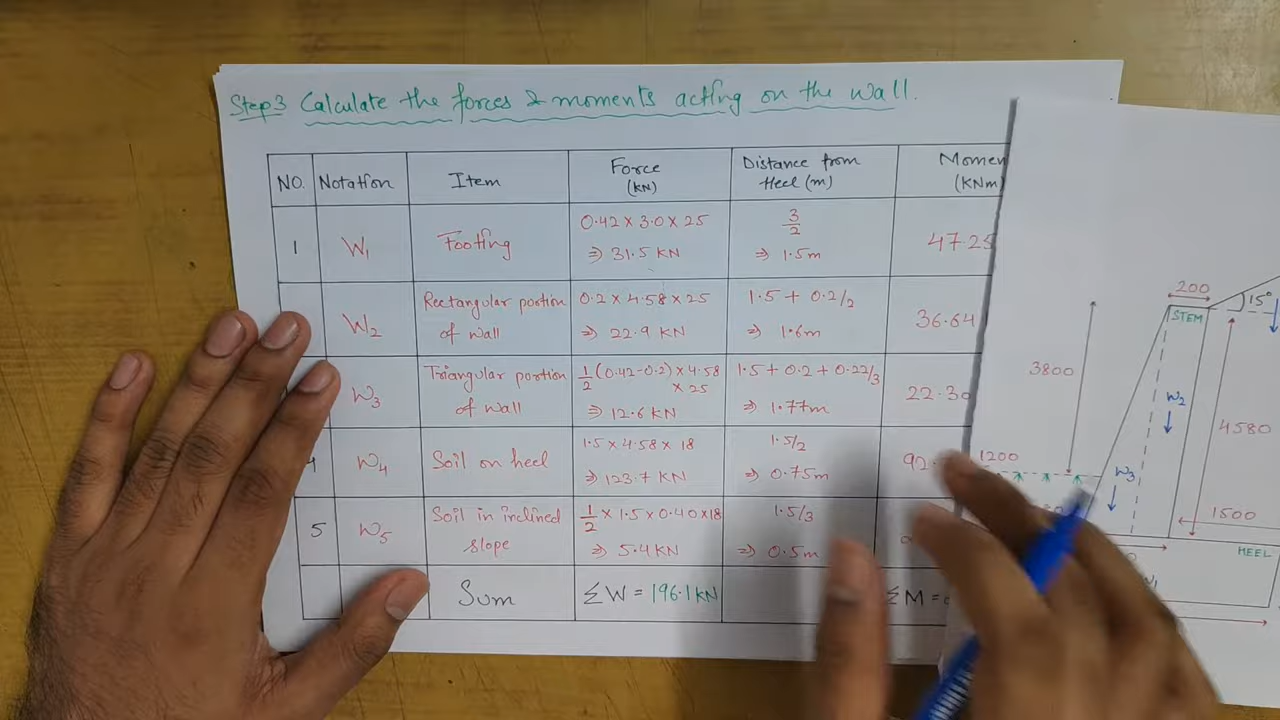 Step3 Calculate the forces & moments acting on the wall.
NO. Notation Item Force (KN) Distance from Heel (m) Momen (KNm)
1 W1 Footing 0.42 x 3.0 x 25 ⇒ 31.5 KN 3/2 ⇒ 1.5m 47.25
W2 Rectangular portion of wall 0.2 x 4.58 x 25 ⇒ 22.9 KN 1.5 + 0.2/2 ⇒ 1.6m 36.64
W3 Triangular portion of wall 1/2 (0.42-0.2) x 4.58 x 25 ⇒ 12.6 KN 1.5 + 0.2 + 0.22/3 ⇒ 1.77m 22.30
4 W4 Soil on heel 1.5 x 4.58 x 18 ⇒ 123.7 KN 1.5/2 ⇒ 0.75m 92.
5 W5 Soil in inclined slope 1/2 x 1.5 x 0.40 x 18 ⇒ 5.4 KN 1.5/3 ⇒ 0.5m
Sum ΣW = 196.1 KN ΣM =
200
15°
STEM
3800
W2
4580
1200
W3
1500
HEEL